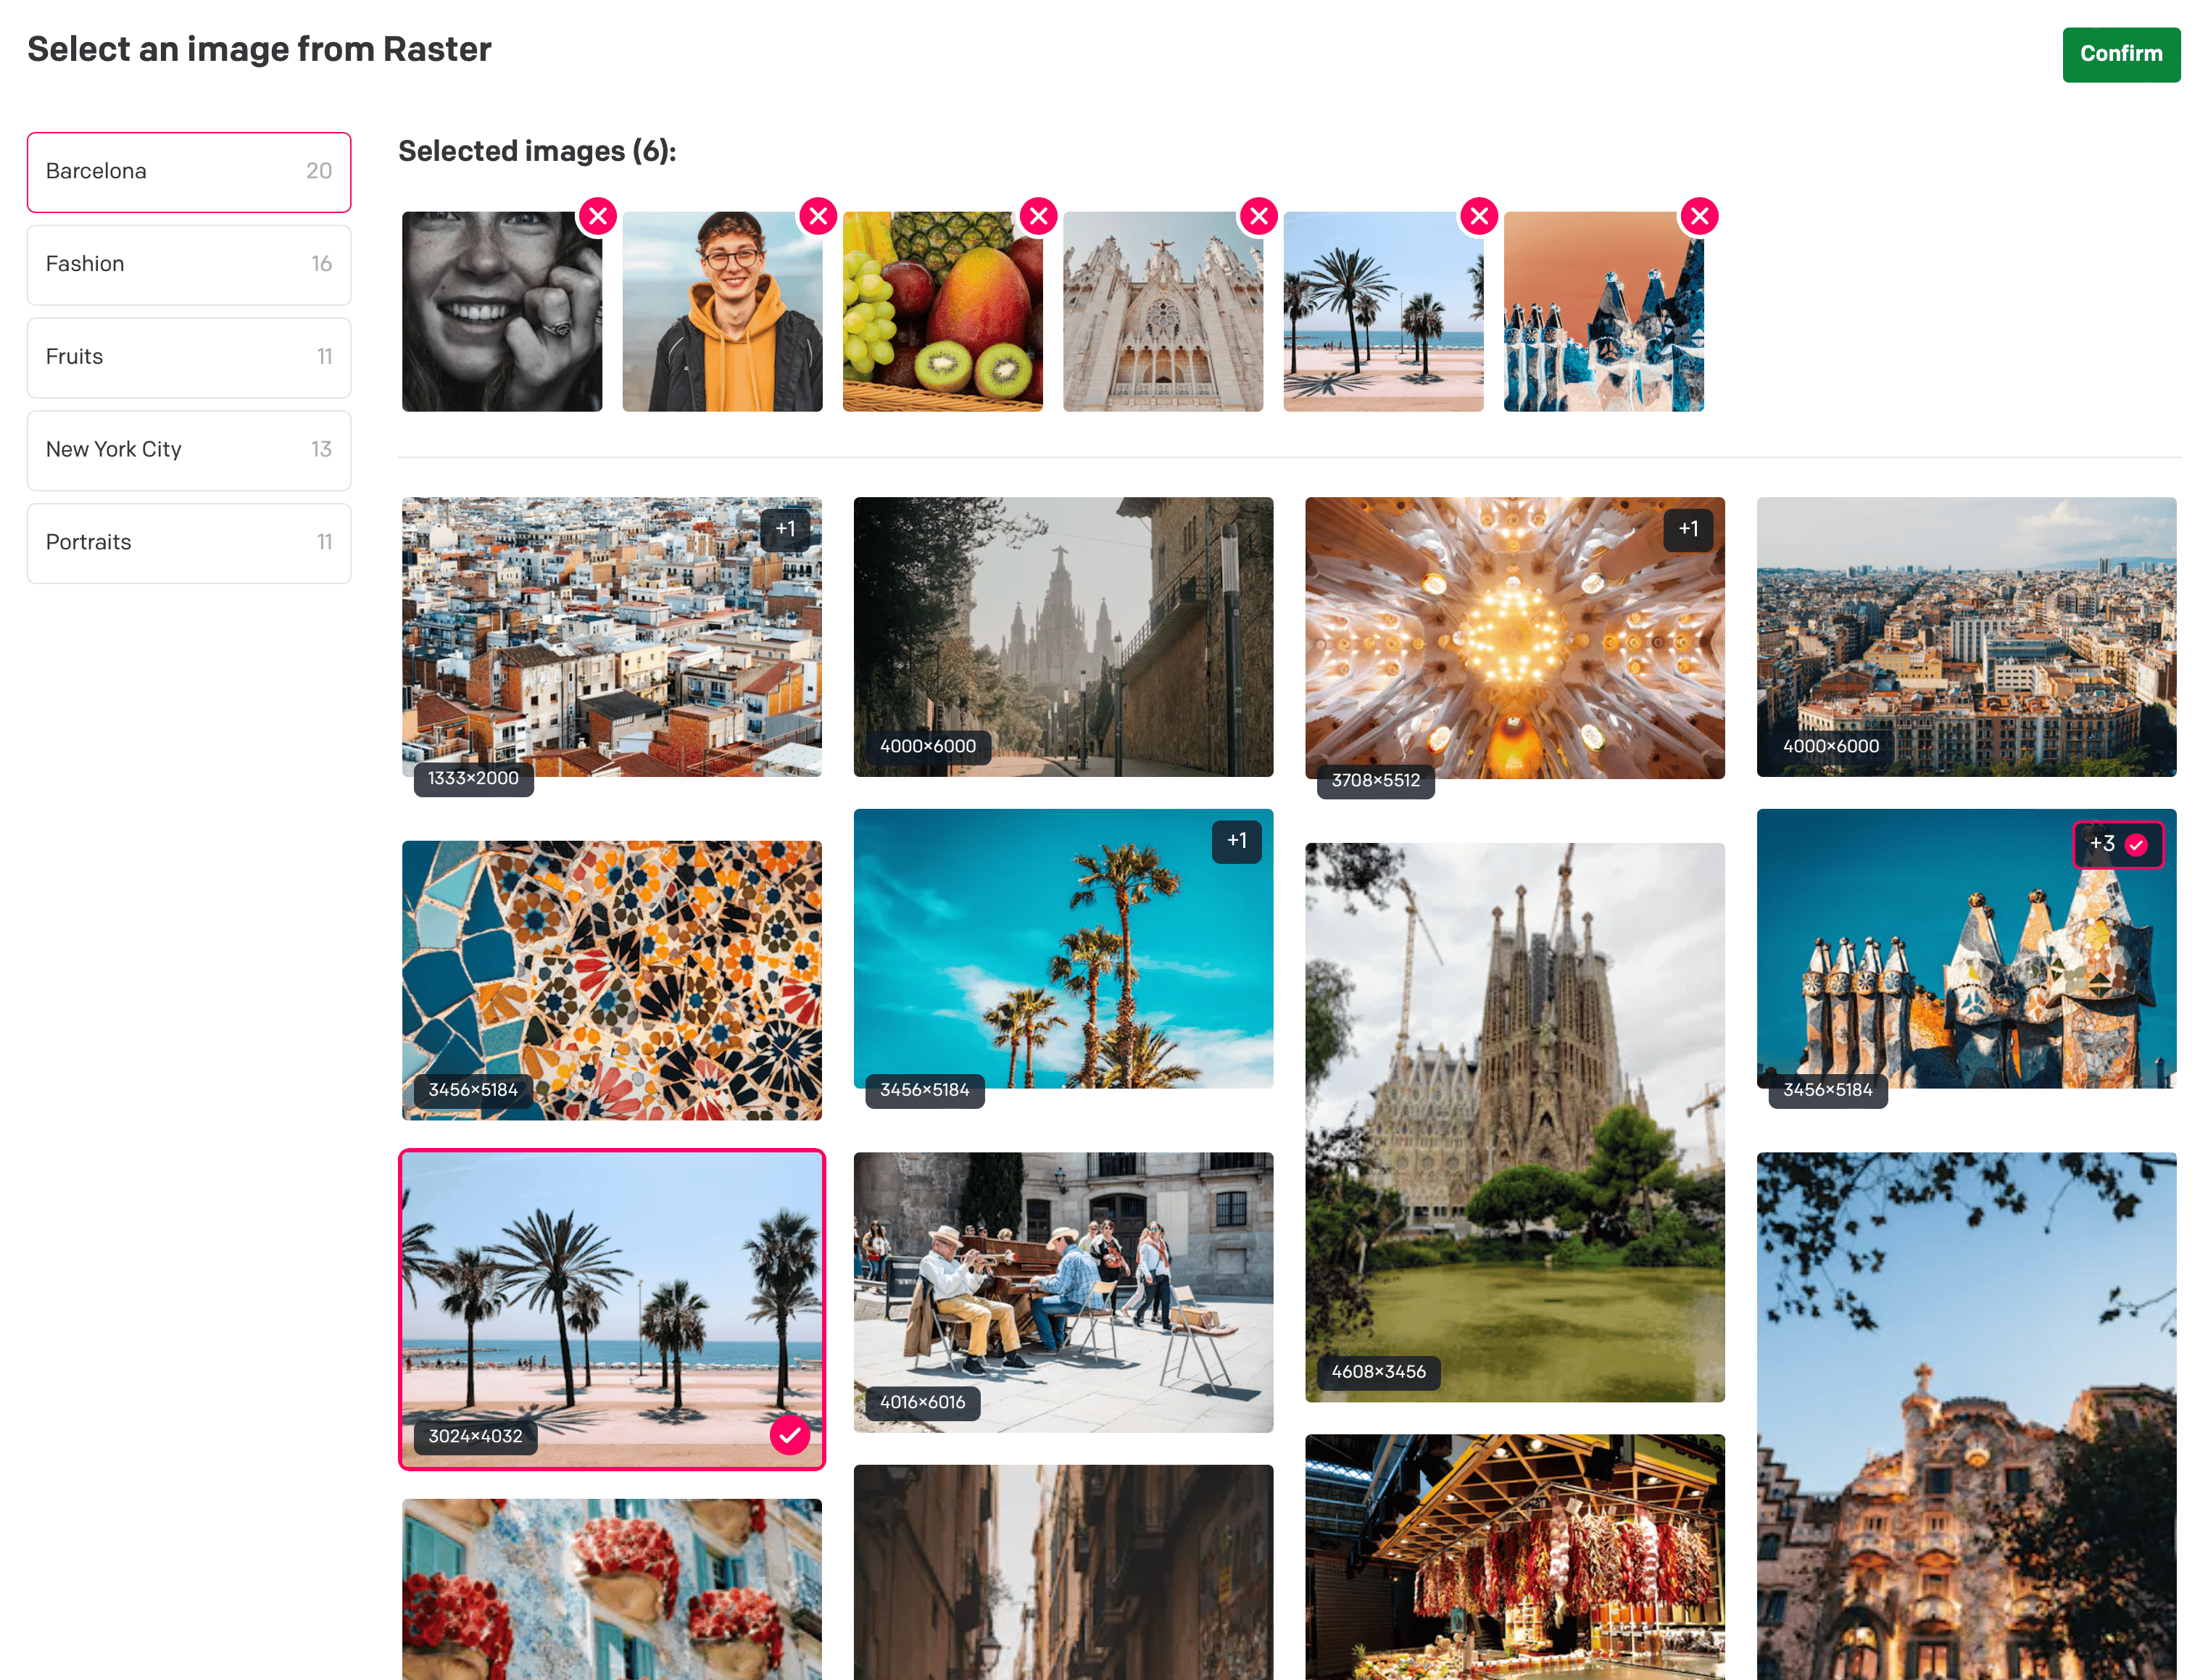 Select an image from Raster
Confirm
Barcelona 20
Fashion 16
Fruits 11
New York City 13
Portraits 11
Selected images (6):
+1
1333×2000
4000×6000
+1
3708×5512
4000×6000
3456×5184
+1
3456×5184
4608×3456
+3
3456×5184
3024×4032
4016×6016